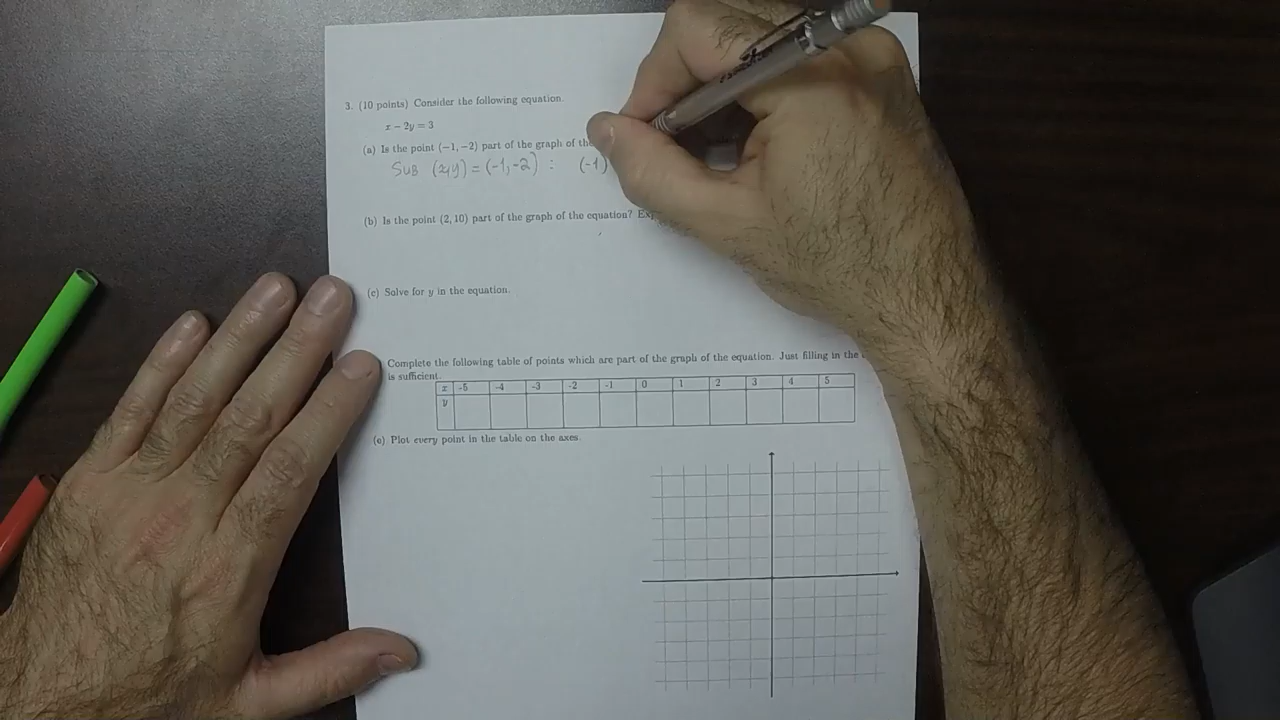 3. (10 points) Consider the following equation.
x − 2y = 3
(a) Is the point (−1, −2) part of the graph of the
SUB (x,y) = (-1,-2) : (-1)
(b) Is the point (2, 10) part of the graph of the equation?
(c) Solve for y in the equation.
Complete the following table of points which are part of the graph of the equation. Just filling in the
is sufficient.
x -5 -4 -3 -2 -1 0 1 2 3 4 5
y
(e) Plot every point in the table on the axes.